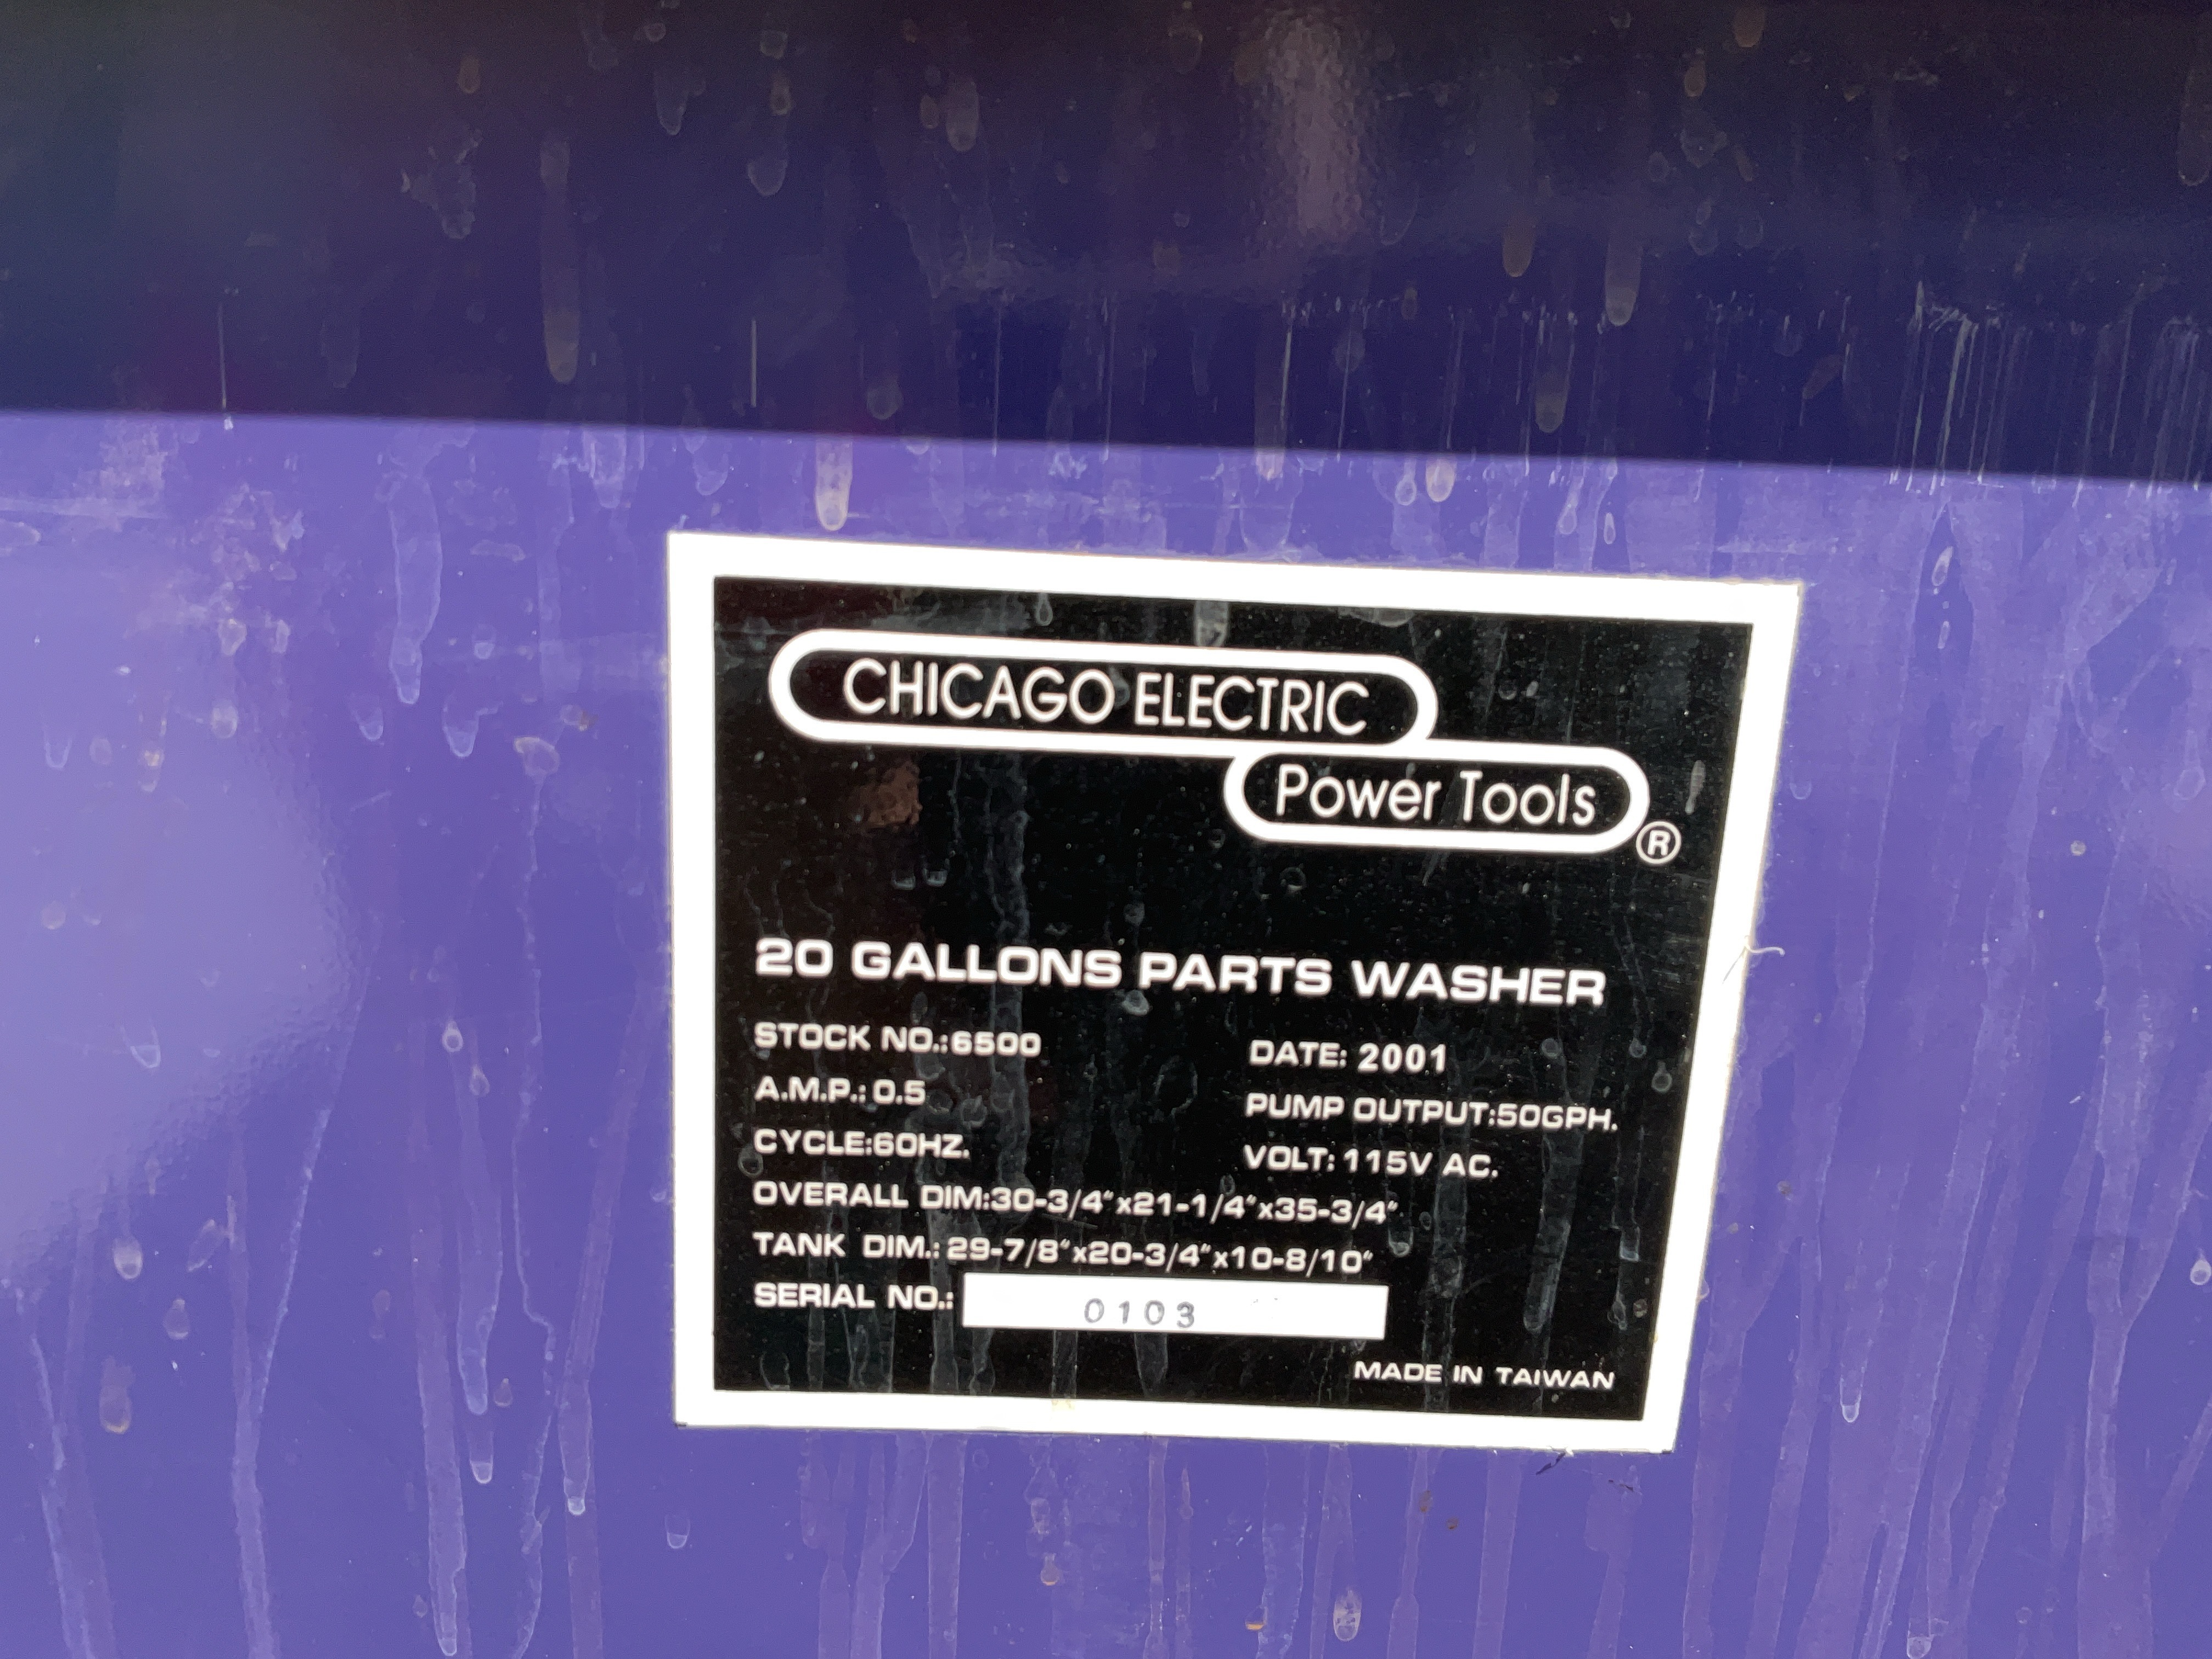 CHICAGO ELECTRIC
Power Tools ®
20 GALLONS PARTS WASHER
STOCK NO.:6500 DATE: 2001
A.M.P.: 0.5 PUMP OUTPUT:50GPH.
CYCLE:60HZ. VOLT: 115V AC.
OVERALL DIM:30-3/4"x21-1/4"x35-3/4"
TANK DIM.: 29-7/8"x20-3/4"x10-8/10"
SERIAL NO.: 0103
MADE IN TAIWAN